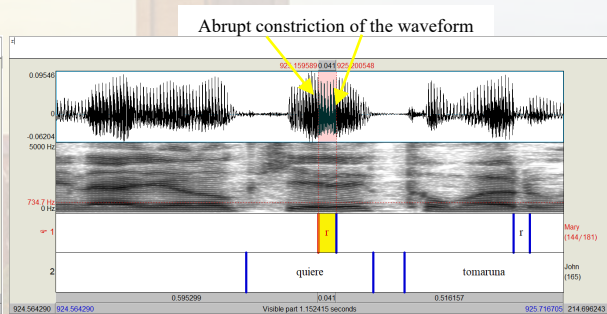 Abrupt constriction of the waveform
r
925.159589 0.041 925.200548
0.09546
0
-0.06204
5000 Hz
734.7 Hz
0 Hz
1 r r Mary
(144/181)
2 quiere tomaruna John
(165)
0.595299 0.041 0.516157
924.564290 924.564290 Visible part 1.152415 seconds 925.716705 214.696243